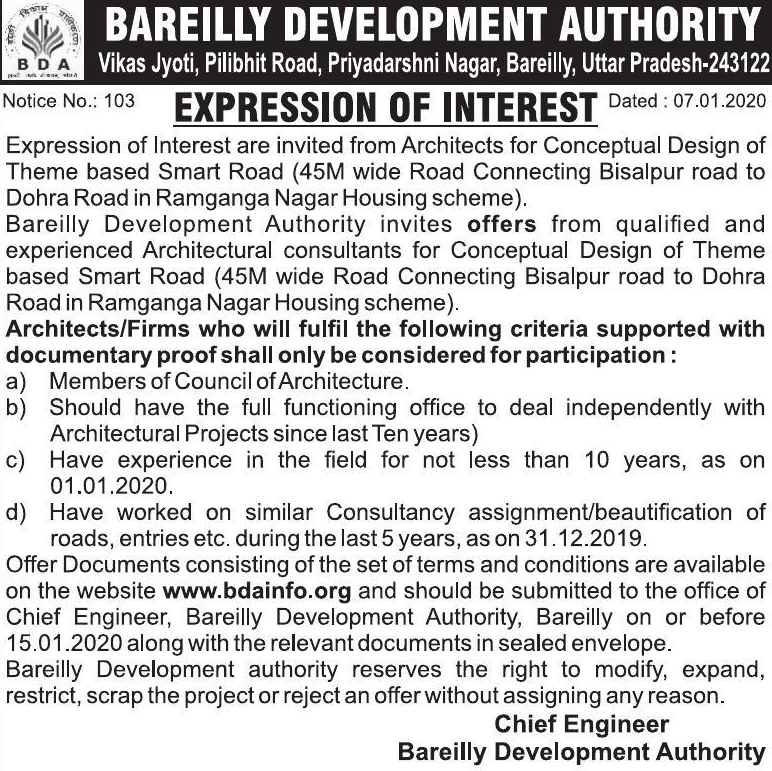 BAREILLY DEVELOPMENT AUTHORITY
BDA
Vikas Jyoti, Pilibhit Road, Priyadarshni Nagar, Bareilly, Uttar Pradesh-243122
Notice No.: 103 EXPRESSION OF INTEREST Dated : 07.01.2020
Expression of Interest are invited from Architects for Conceptual Design of
Theme based Smart Road (45M wide Road Connecting Bisalpur road to
Dohra Road in Ramganga Nagar Housing scheme).
Bareilly Development Authority invites offers from qualified and
experienced Architectural consultants for Conceptual Design of Theme
based Smart Road (45M wide Road Connecting Bisalpur road to Dohra
Road in Ramganga Nagar Housing scheme).
Architects/Firms who will fulfil the following criteria supported with
documentary proof shall only be considered for participation :
a) Members of Council of Architecture.
b) Should have the full functioning office to deal independently with
Architectural Projects since last Ten years)
c) Have experience in the field for not less than 10 years, as on
01.01.2020.
d) Have worked on similar Consultancy assignment/beautification of
roads, entries etc. during the last 5 years, as on 31.12.2019.
Offer Documents consisting of the set of terms and conditions are available
on the website www.bdainfo.org and should be submitted to the office of
Chief Engineer, Bareilly Development Authority, Bareilly on or before
15.01.2020 along with the relevant documents in sealed envelope.
Bareilly Development authority reserves the right to modify, expand,
restrict, scrap the project or reject an offer without assigning any reason.
Chief Engineer
Bareilly Development Authority